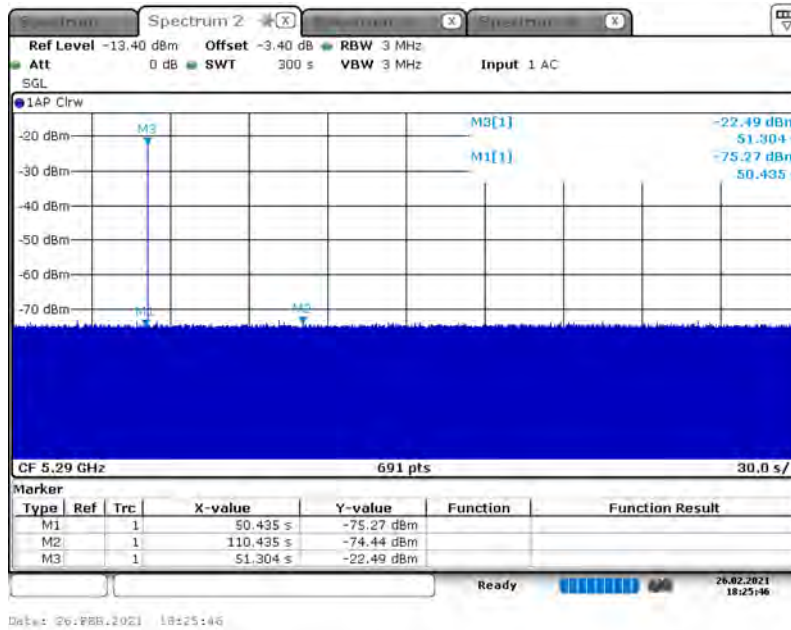 Spectrum 2 X X X
Ref Level -13.40 dBm Offset -3.40 dB RBW 3 MHz
Att 0 dB SWT 300 s VBW 3 MHz Input 1 AC
SGL
1AP Clrw
M3[1] -22.49 dBm
51.304
M1[1] -75.27 dBm
50.435
M3
-20 dBm
-30 dBm
-40 dBm
-50 dBm
-60 dBm
-70 dBm
M1 M2
CF 5.29 GHz 691 pts 30.0 s/
Marker
Type Ref Trc X-value Y-value Function Function Result
M1 1 50.435 s -75.27 dBm
M2 1 110.435 s -74.44 dBm
M3 1 51.304 s -22.49 dBm
Ready 26.02.2021
18:25:46
Date: 26.FEB.2021 18:25:46